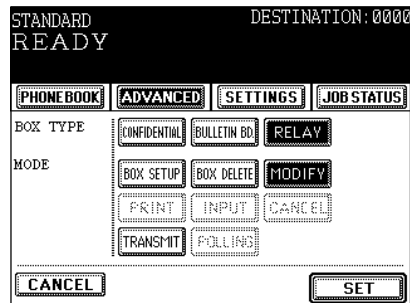 STANDARD DESTINATION:0000
READY
PHONE BOOK ADVANCED SETTINGS JOB STATUS
BOX TYPE CONFIDENTIAL BULLETIN BD. RELAY
MODE BOX SETUP BOX DELETE MODIFY
PRINT INPUT CANCEL
TRANSMIT POLLING
CANCEL SET